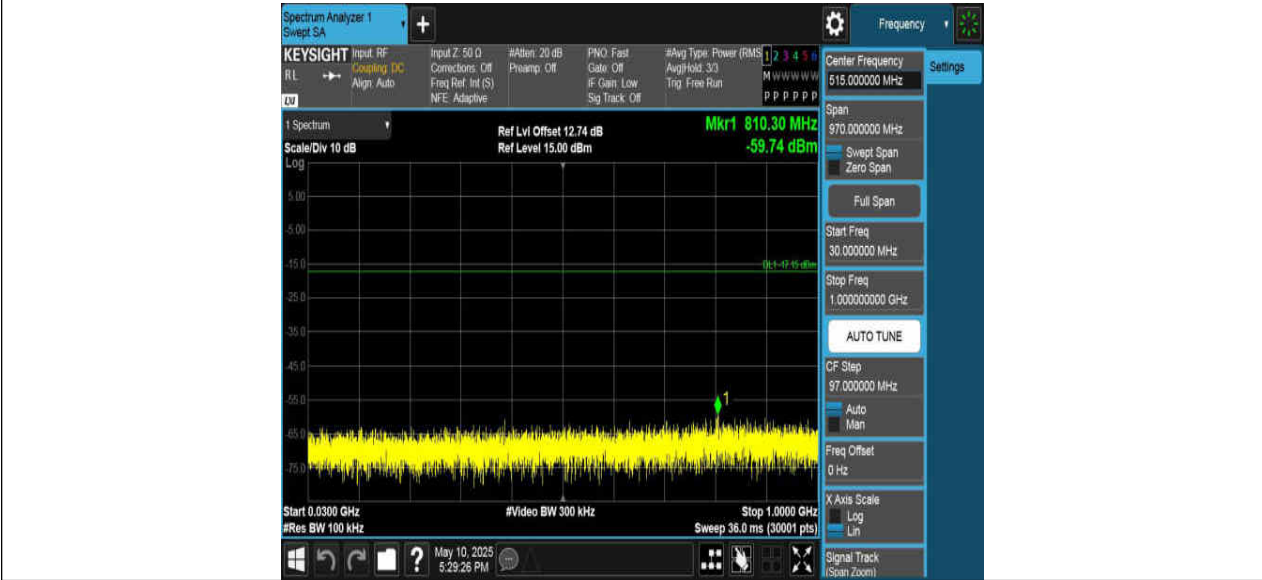 Spectrum Analyzer 1
Swept SA
+
Frequency
KEYSIGHT
RL
LXI
Input: RF
Coupling: DC
Align: Auto
Input Z: 50 Ω
Corrections: Off
Freq Ref: Int (S)
NFE: Adaptive
#Atten: 20 dB
Preamp: Off
PNO: Fast
Gate: Off
IF Gain: Low
Sig Track: Off
#Avg Type: Power (RMS
Avg|Hold: 3/3
Trig: Free Run
1 2 3 4 5 6
M W W W W W
P P P P P P
Center Frequency
515.000000 MHz
Settings
1 Spectrum
Scale/Div 10 dB
Ref Lvl Offset 12.74 dB
Ref Level 15.00 dBm
Mkr1 810.30 MHz
-59.74 dBm
Log
5.00
-5.00
-15.0
DL1 -17.15 dBm
-25.0
-35.0
-45.0
-55.0
1
-65.0
-75.0
Start 0.0300 GHz
#Res BW 100 kHz
#Video BW 300 kHz
Stop 1.0000 GHz
Sweep 36.0 ms (30001 pts)
Span
970.000000 MHz
Swept Span
Zero Span
Full Span
Start Freq
30.000000 MHz
Stop Freq
1.000000000 GHz
AUTO TUNE
CF Step
97.000000 MHz
Auto
Man
Freq Offset
0 Hz
X Axis Scale
Log
Lin
Signal Track
(Span Zoom)
?
May 10, 2025
5:29:26 PM